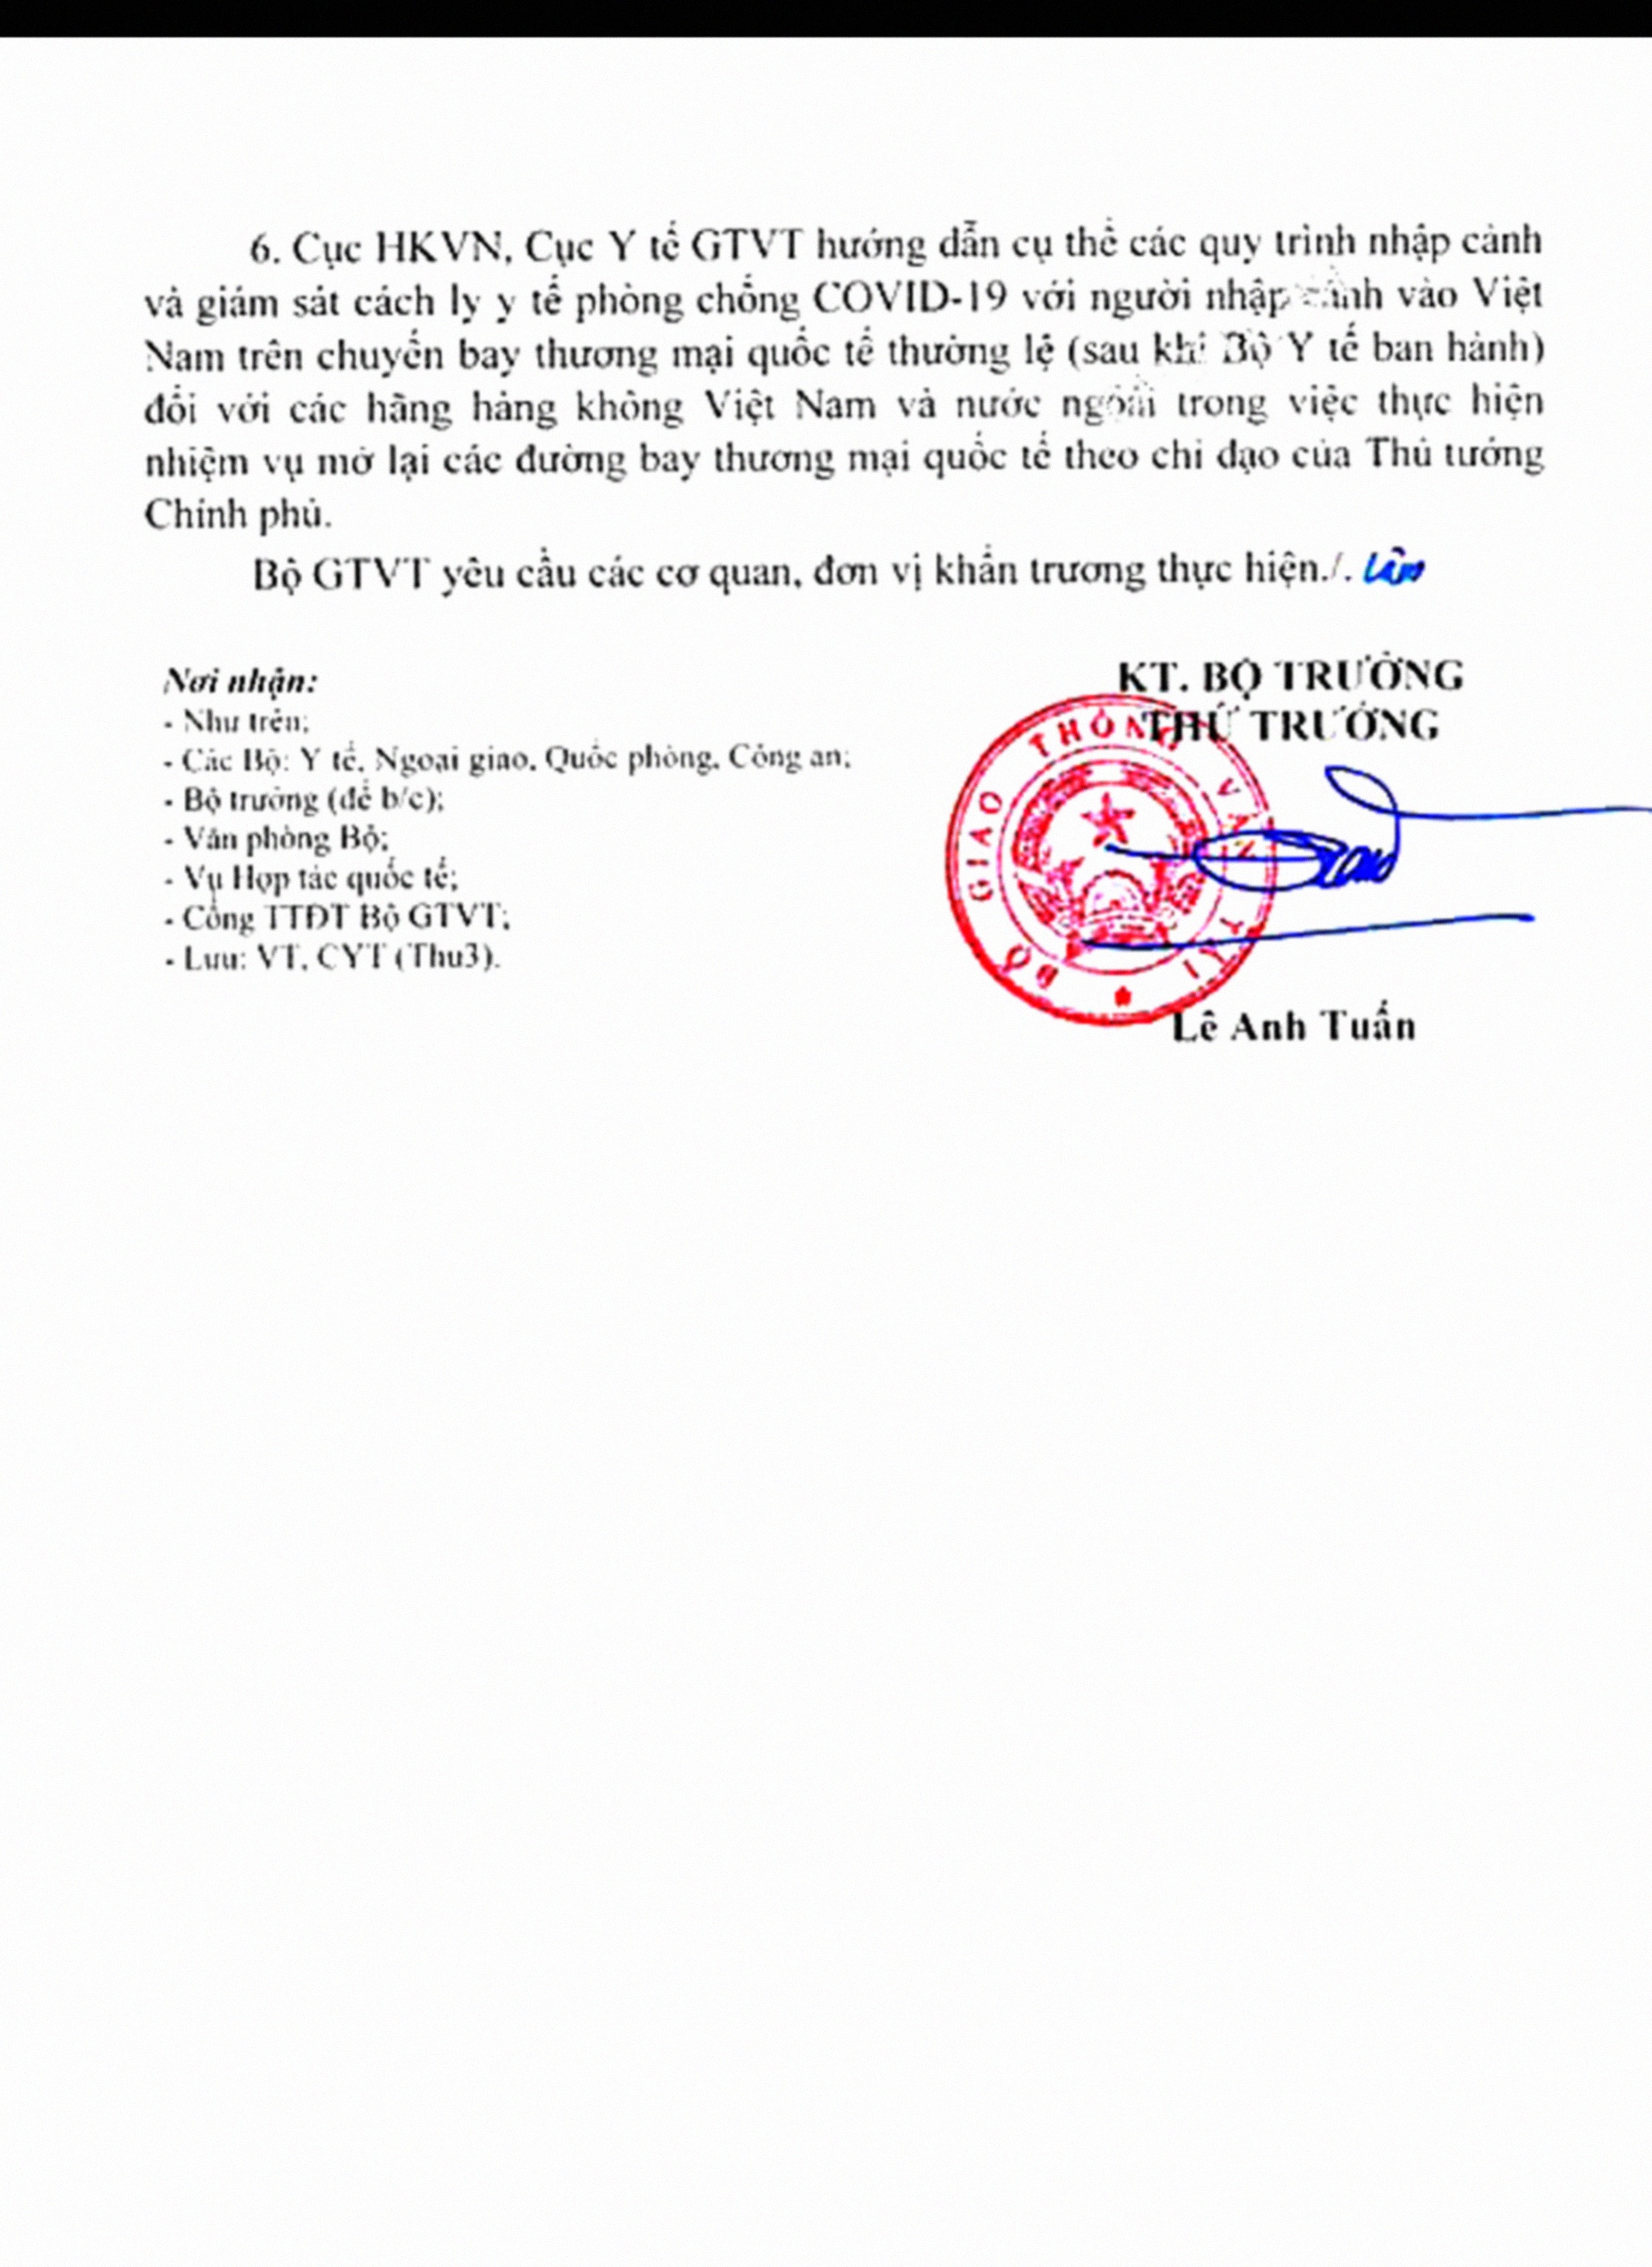 6. Cục HKVN, Cục Y tế GTVT hướng dẫn cụ thể các quy trình nhập cảnh
và giám sát cách ly y tế phòng chống COVID-19 với người nhập cảnh vào Việt
Nam trên chuyến bay thương mại quốc tế thường lệ (sau khi Bộ Y tế ban hành)
đối với các hãng hàng không Việt Nam và nước ngoài trong việc thực hiện
nhiệm vụ mở lại các đường bay thương mại quốc tế theo chỉ đạo của Thủ tướng
Chính phủ.
Bộ GTVT yêu cầu các cơ quan, đơn vị khẩn trương thực hiện./.
Nơi nhận:
- Như trên;
- Các Bộ: Y tế, Ngoại giao, Quốc phòng, Công an;
- Bộ trưởng (để b/c);
- Văn phòng Bộ;
- Vụ Hợp tác quốc tế;
- Cổng TTĐT Bộ GTVT;
- Lưu: VT, CYT (Thu3).
KT. BỘ TRƯỞNG
THỨ TRƯỞNG
BỘ GIAO THÔNG VẬN TẢI
Lê Anh Tuấn